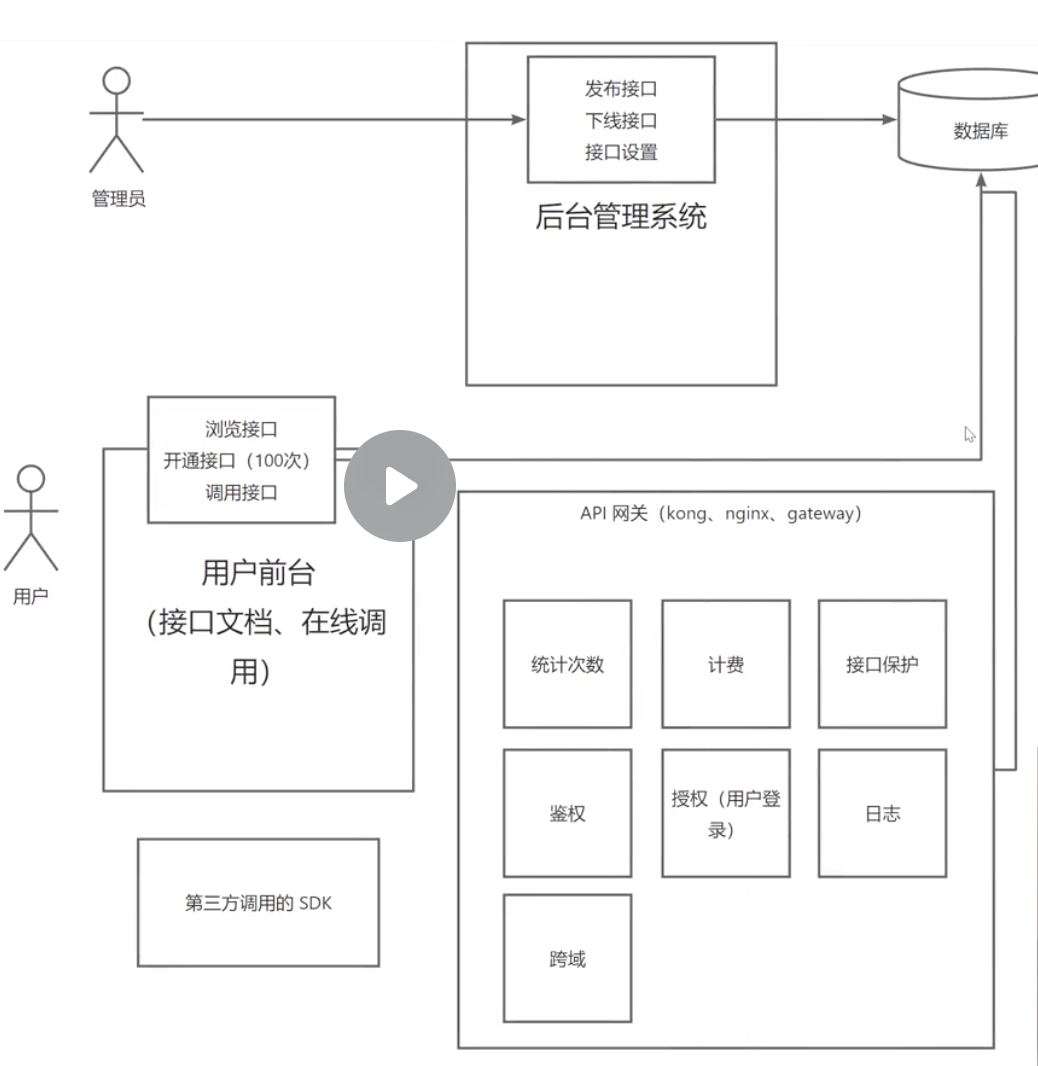 发布接口
下线接口
接口设置
数据库
管理员
后台管理系统
浏览接口
开通接口（100次）
调用接口
用户
用户前台
（接口文档、在线调
用）
API 网关（kong、nginx、gateway）
统计次数
计费
接口保护
鉴权
授权（用户登
录）
日志
第三方调用的 SDK
跨域